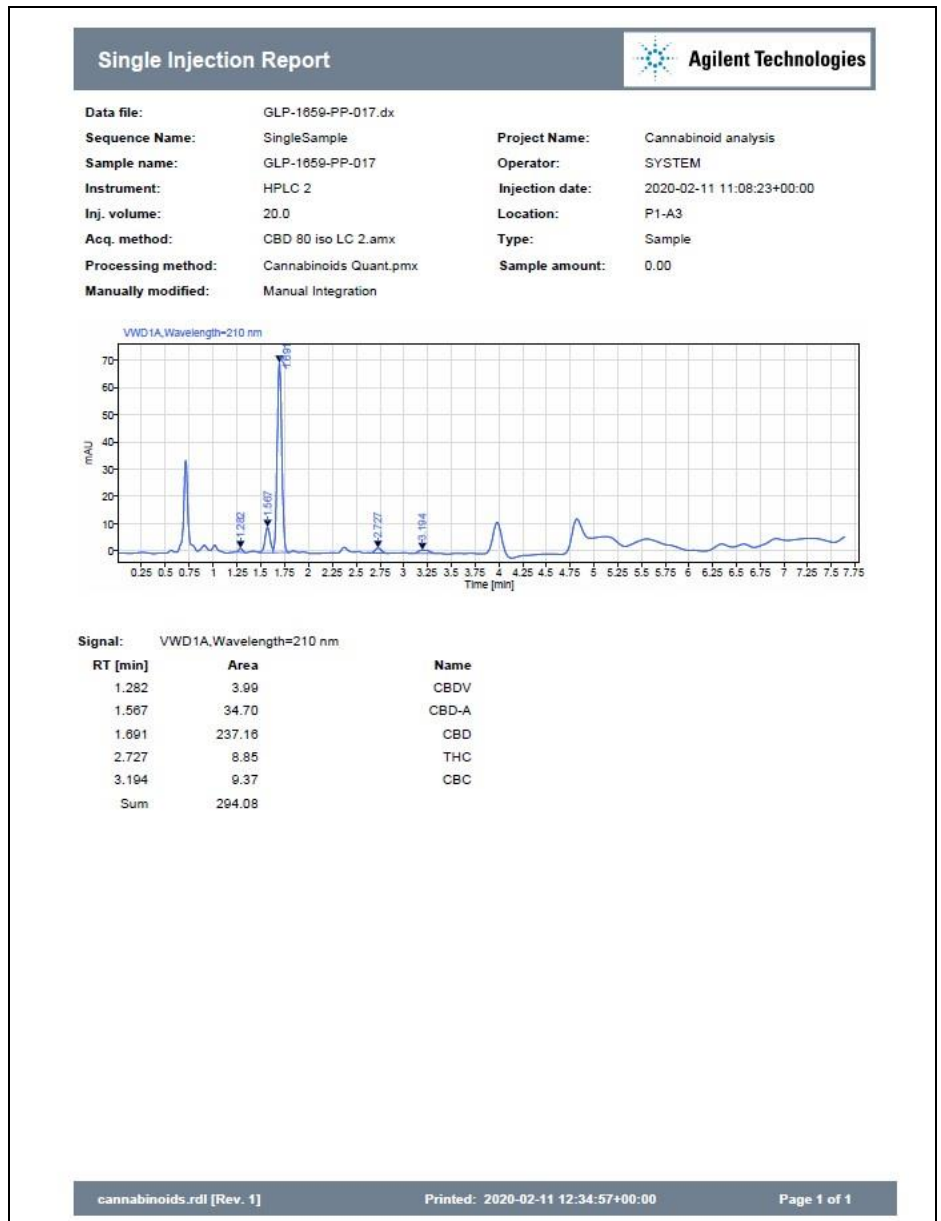 Single Injection Report
Agilent Technologies
Data file: GLP-1659-PP-017.dx
Sequence Name: SingleSample Project Name: Cannabinoid analysis
Sample name: GLP-1659-PP-017 Operator: SYSTEM
Instrument: HPLC 2 Injection date: 2020-02-11 11:08:23+00:00
Inj. volume: 20.0 Location: P1-A3
Acq. method: CBD 80 iso LC 2.amx Type: Sample
Processing method: Cannabinoids Quant.pmx Sample amount: 0.00
Manually modified: Manual Integration
VWD1A,Wavelength=210 nm
70
60
50
40
30
20
10
0
mAU
1.282
1.567
1.691
2.727
3.194
0.25 0.5 0.75 1 1.25 1.5 1.75 2 2.25 2.5 2.75 3 3.25 3.5 3.75 4 4.25 4.5 4.75 5 5.25 5.5 5.75 6 6.25 6.5 6.75 7 7.25 7.5 7.75
Time [min]
Signal: VWD1A,Wavelength=210 nm
RT [min] Area Name
1.282 3.99 CBDV
1.567 34.70 CBD-A
1.691 237.16 CBD
2.727 8.85 THC
3.194 9.37 CBC
Sum 294.08
cannabinoids.rdl [Rev. 1] Printed: 2020-02-11 12:34:57+00:00 Page 1 of 1